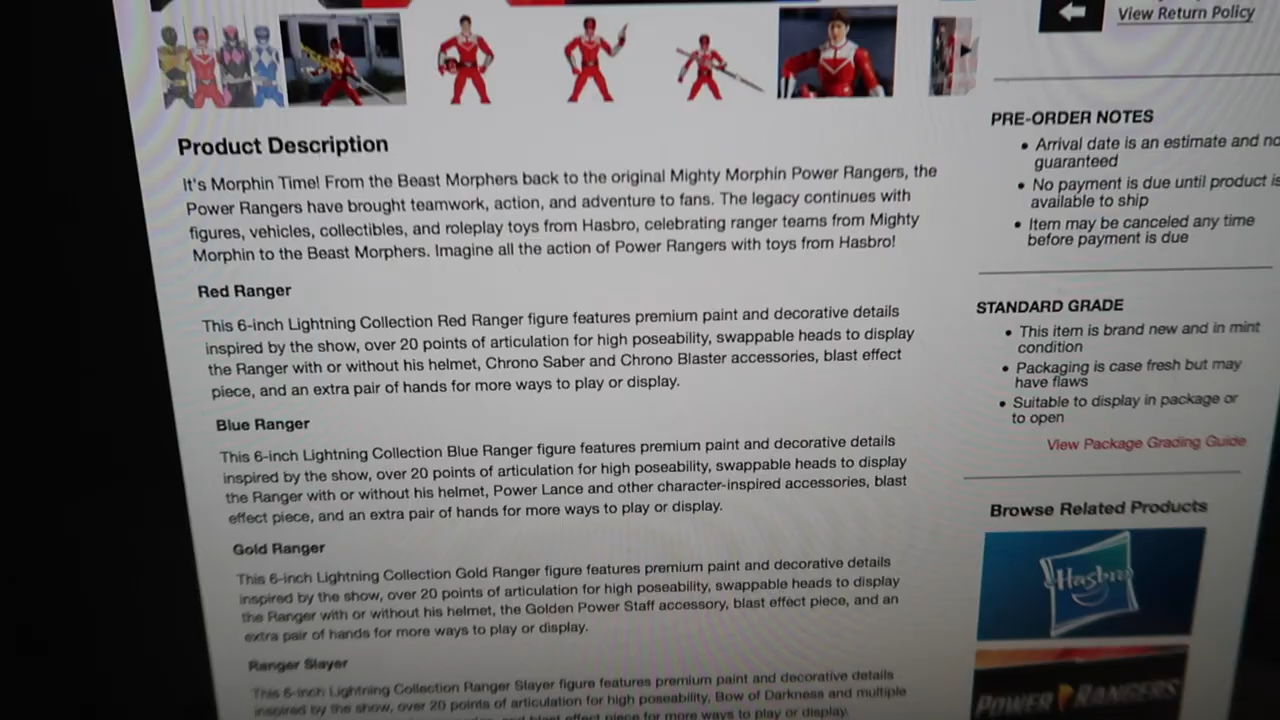 View Return Policy
Product Description
It's Morphin Time! From the Beast Morphers back to the original Mighty Morphin Power Rangers, the
Power Rangers have brought teamwork, action, and adventure to fans. The legacy continues with
figures, vehicles, collectibles, and roleplay toys from Hasbro, celebrating ranger teams from Mighty
Morphin to the Beast Morphers. Imagine all the action of Power Rangers with toys from Hasbro!
Red Ranger
This 6-inch Lightning Collection Red Ranger figure features premium paint and decorative details
inspired by the show, over 20 points of articulation for high poseability, swappable heads to display
the Ranger with or without his helmet, Chrono Saber and Chrono Blaster accessories, blast effect
piece, and an extra pair of hands for more ways to play or display.
Blue Ranger
This 6-inch Lightning Collection Blue Ranger figure features premium paint and decorative details
inspired by the show, over 20 points of articulation for high poseability, swappable heads to display
the Ranger with or without his helmet, Power Lance and other character-inspired accessories, blast
effect piece, and an extra pair of hands for more ways to play or display.
Gold Ranger
This 6-inch Lightning Collection Gold Ranger figure features premium paint and decorative details
inspired by the show, over 20 points of articulation for high poseability, swappable heads to display
the Ranger with or without his helmet, the Golden Power Staff accessory, blast effect piece, and an
extra pair of hands for more ways to play or display.
Ranger Slayer
This 6-inch Lightning Collection Ranger Slayer figure features premium paint and decorative details
inspired by the show, over 20 points of articulation for high poseability, Bow of Darkness and multiple
and blast effect piece for more ways to play or display.
PRE-ORDER NOTES
• Arrival date is an estimate and no
guaranteed
• No payment is due until product is
available to ship
• Item may be canceled any time
before payment is due
STANDARD GRADE
• This item is brand new and in mint
condition
• Packaging is case fresh but may
have flaws
• Suitable to display in package or
to open
View Package Grading Guide
Browse Related Products
Hasbro
POWER RANGERS